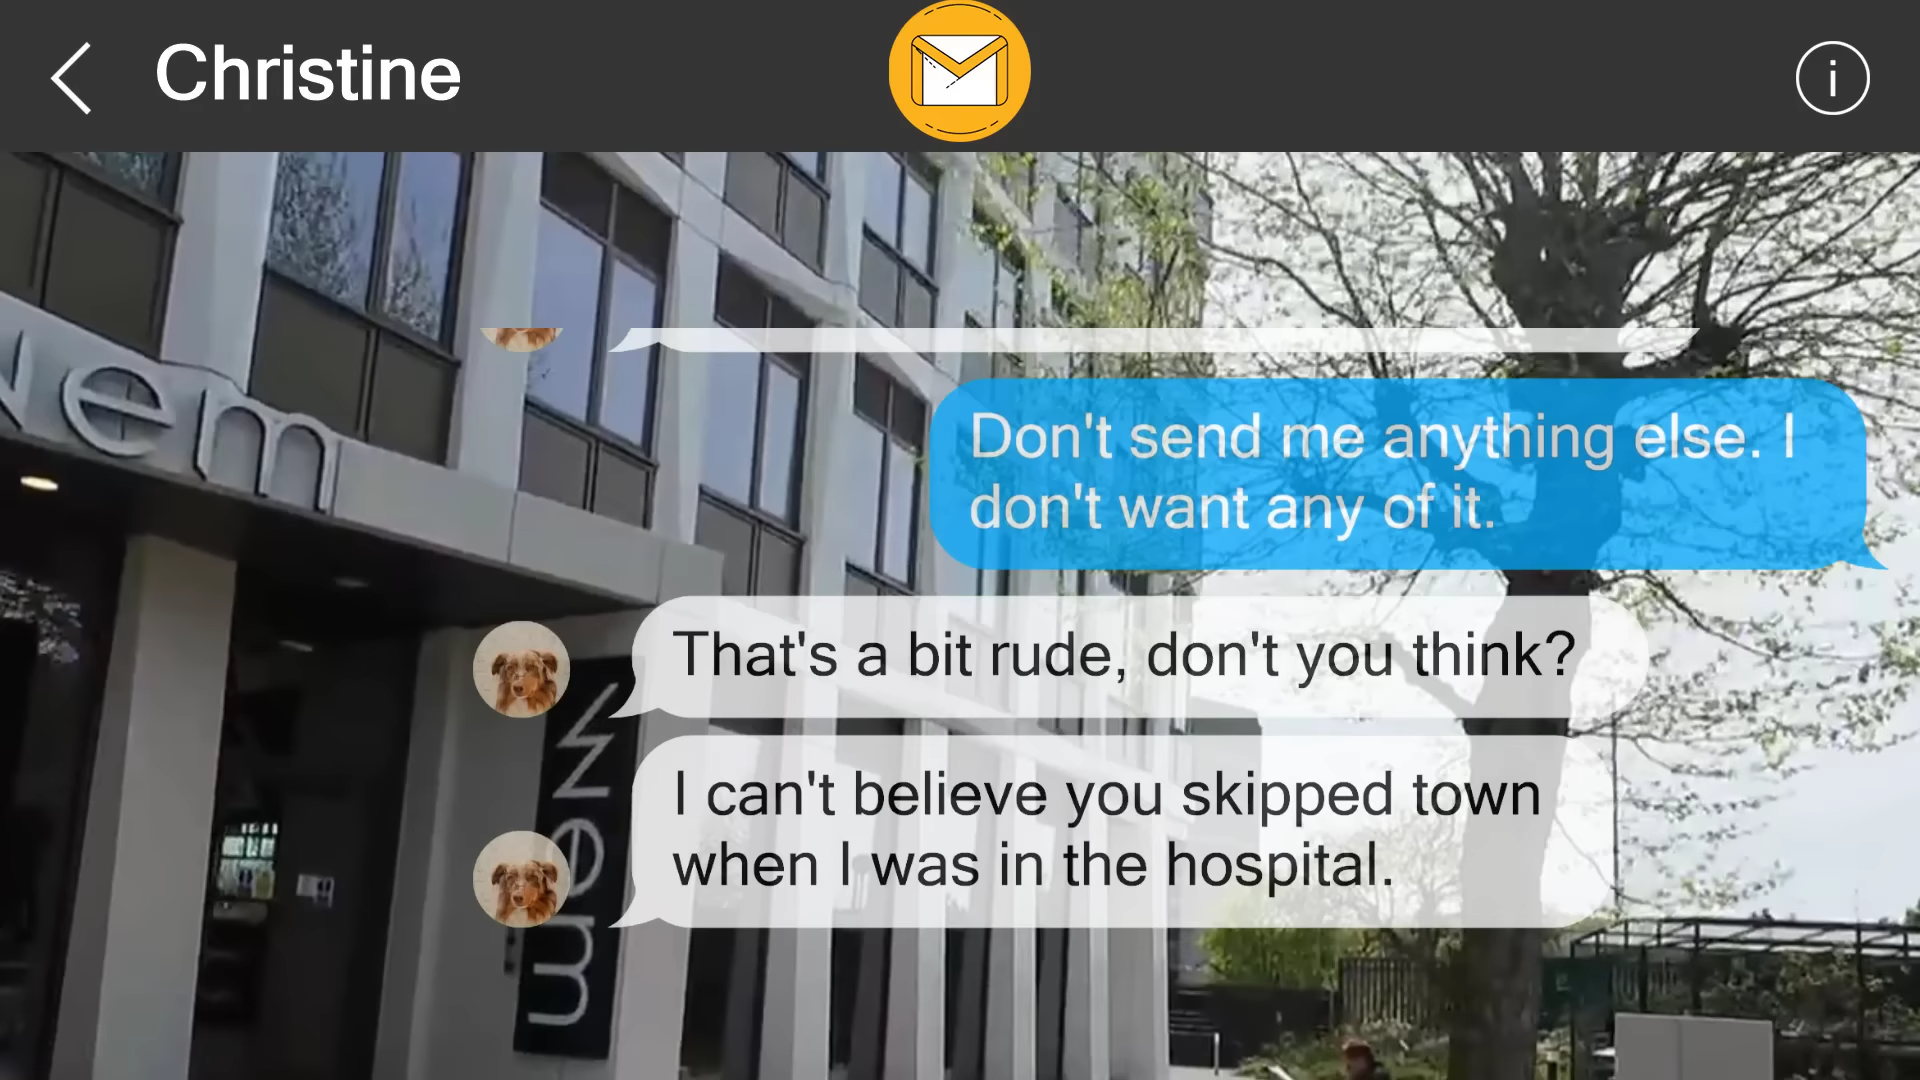 Christine
i
Don't send me anything else. I
don't want any of it.
That's a bit rude, don't you think?
I can't believe you skipped town
when I was in the hospital.
Wem